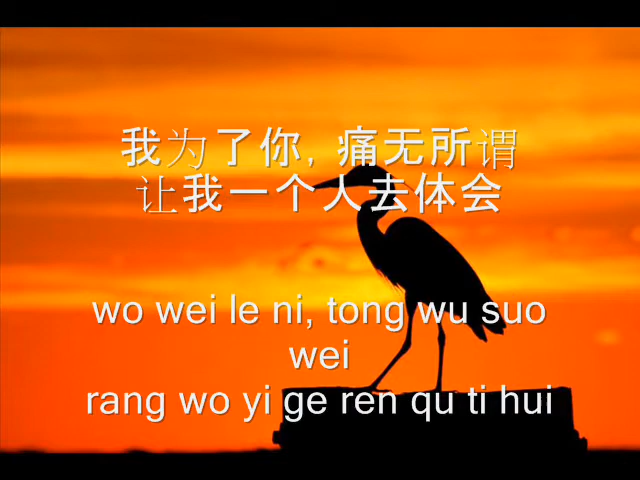 我为了你, 痛无所谓
让我一个人去体会
wo wei le ni, tong wu suo
wei
rang wo yi ge ren qu ti hui